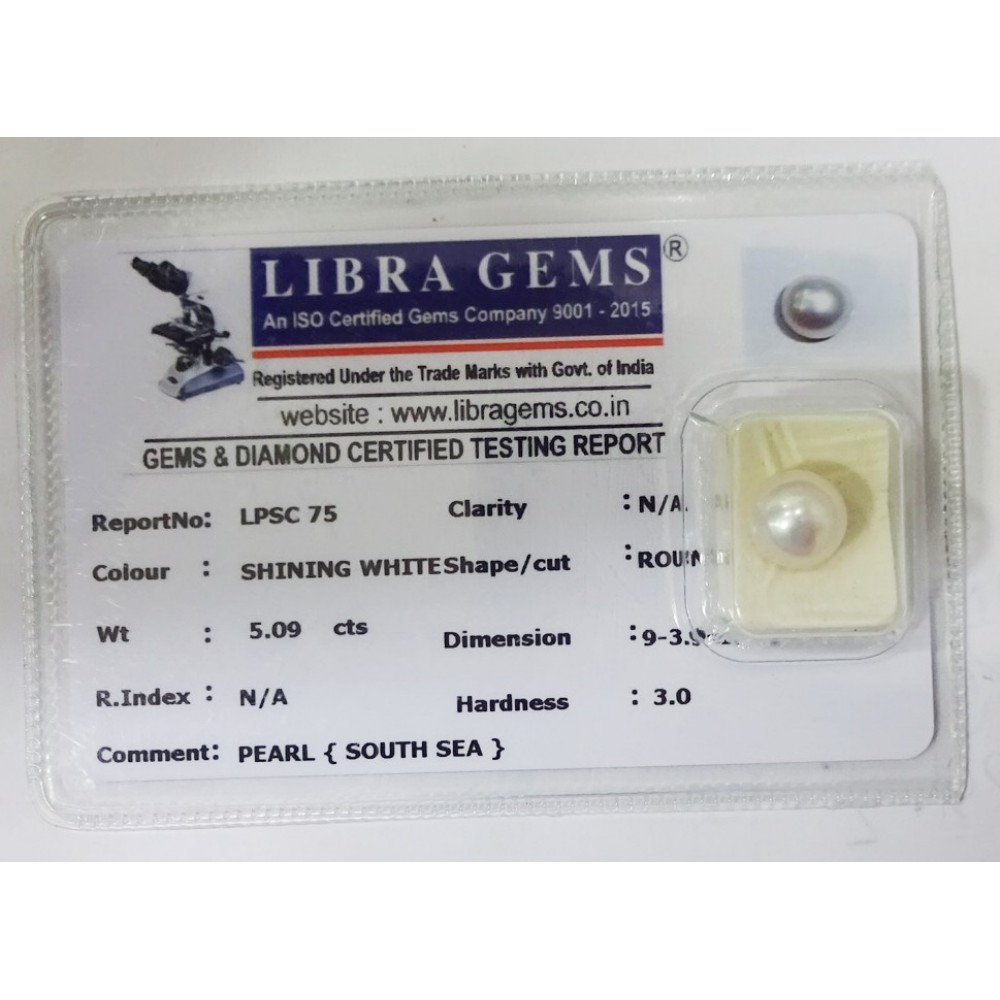 LIBRA GEMS ®
An ISO Certified Gems Company 9001 - 2015
Registered Under the Trade Marks with Govt. of India
website : www.libragems.co.in
GEMS & DIAMOND CERTIFIED TESTING REPORT
ReportNo: LPSC 75 Clarity : N/A
Colour : SHINING WHITE Shape/cut : ROUN
Wt : 5.09 cts Dimension :
R.Index : N/A Hardness : 3.0
Comment: PEARL { SOUTH SEA }